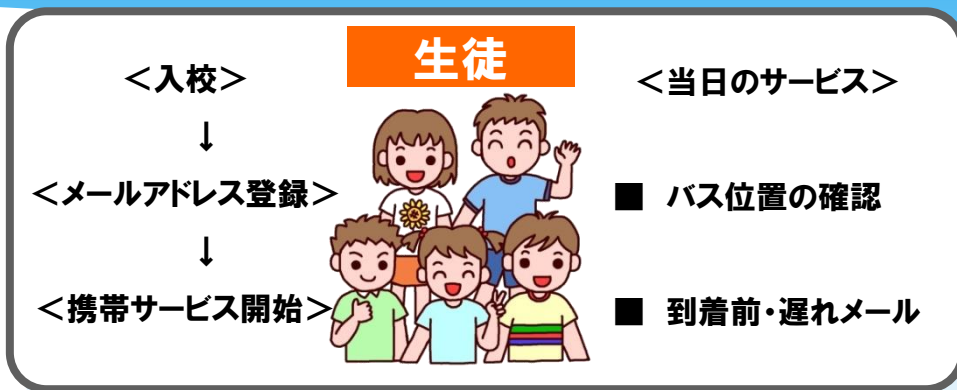 生徒
＜入校＞
↓
＜メールアドレス登録＞
↓
＜携帯サービス開始＞
＜当日のサービス＞
■ バス位置の確認
■ 到着前・遅れメール